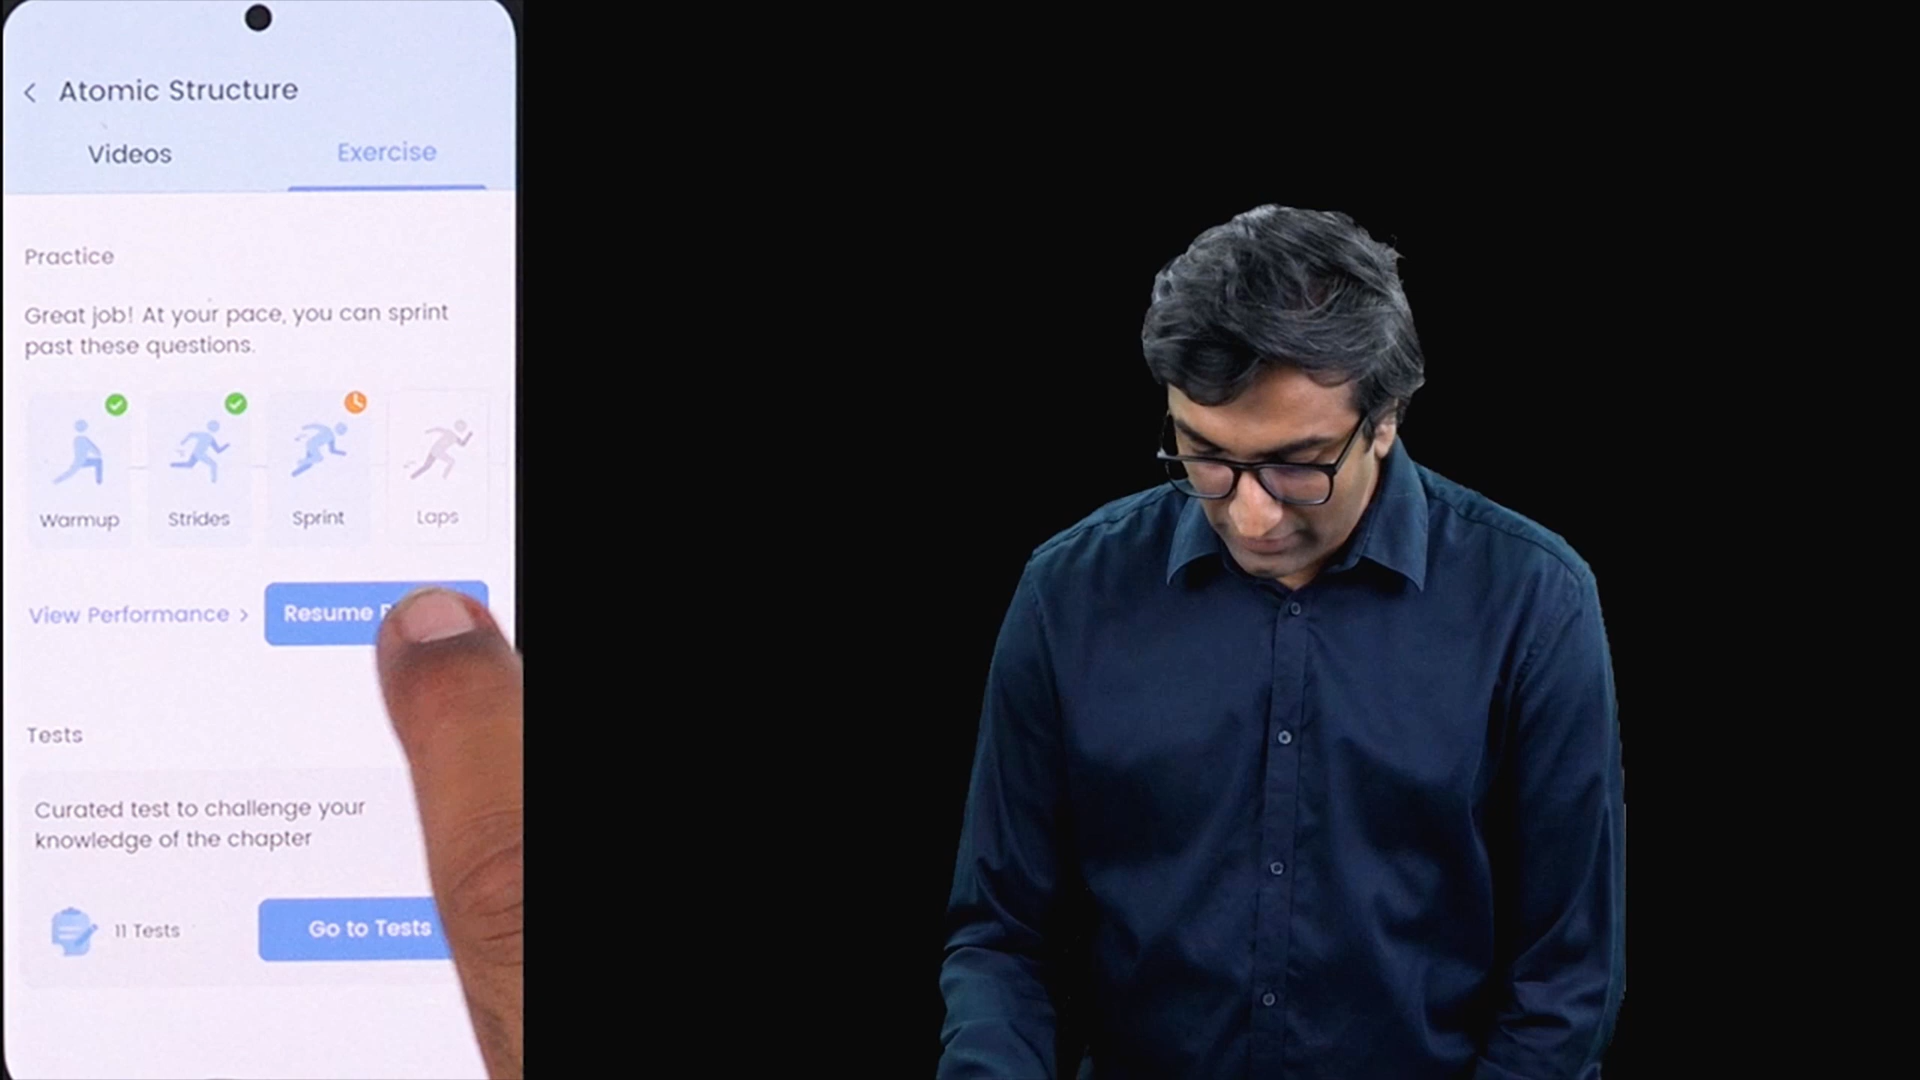 Atomic Structure
Videos
Exercise
Practice
Great job! At your pace, you can sprint
past these questions.
Warmup
Strides
Sprint
Laps
View Performance
Resume
Tests
Curated test to challenge your
knowledge of the chapter
11 Tests
Go to Tests